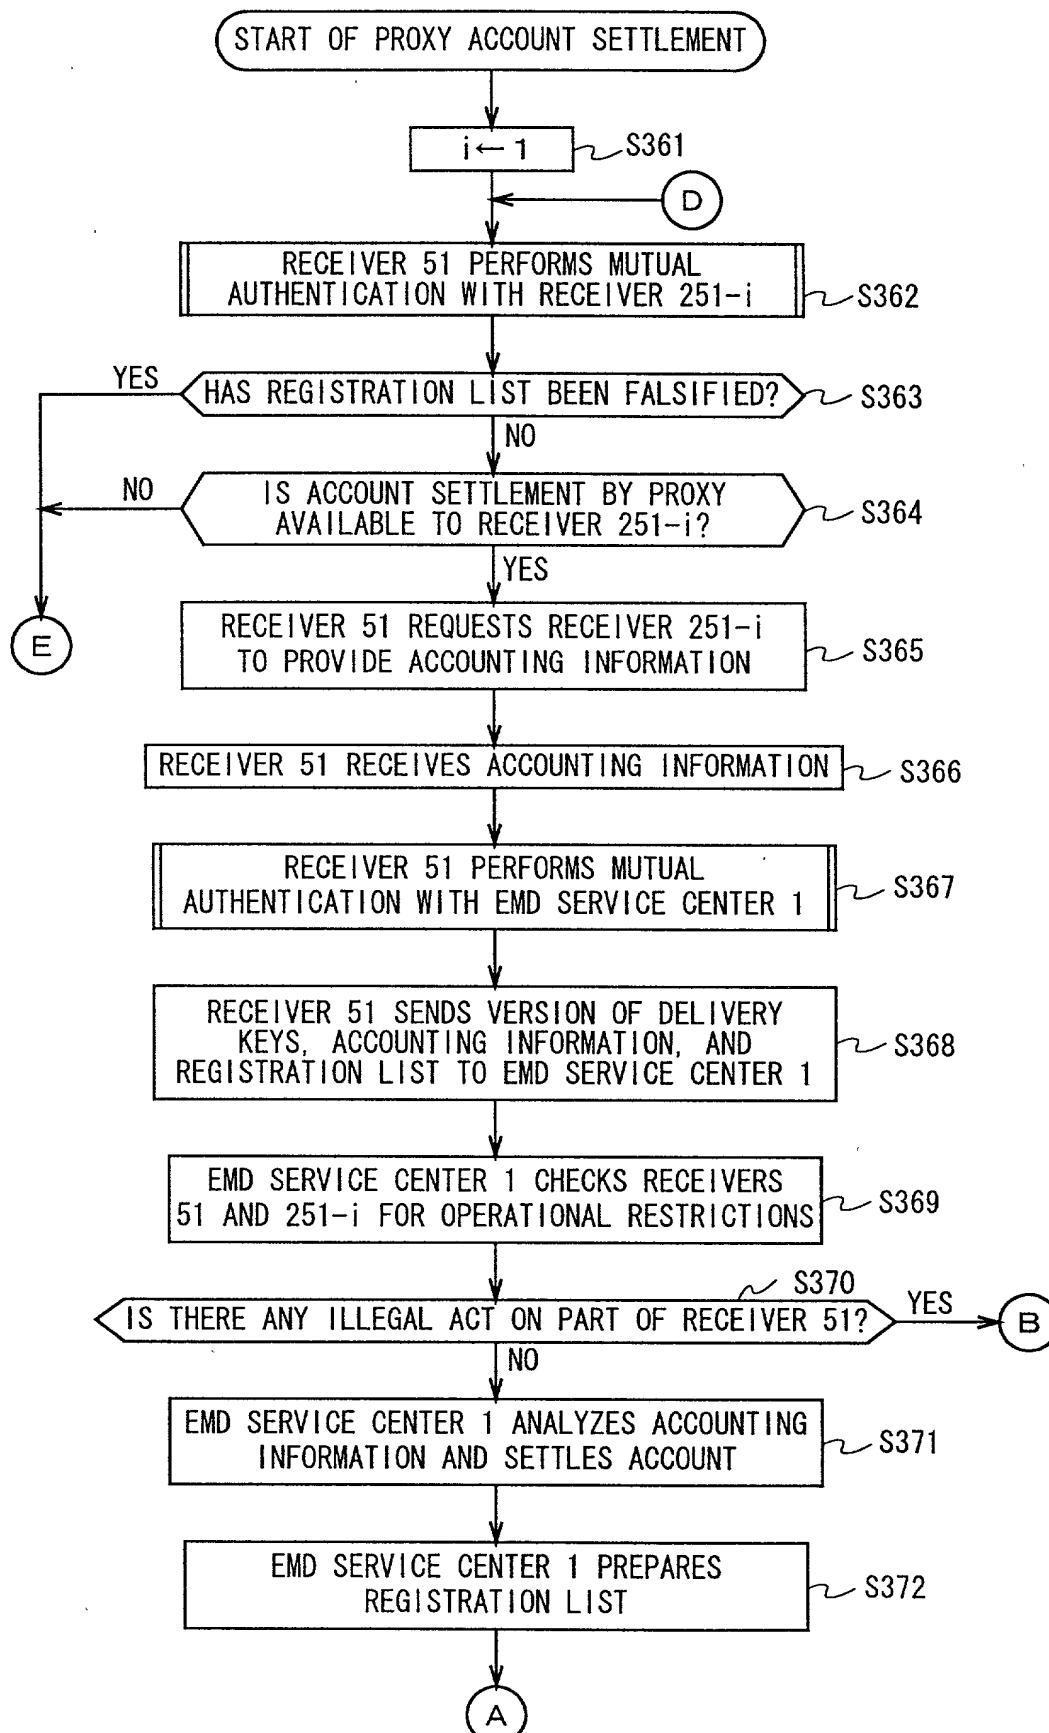 START OF PROXY ACCOUNT SETTLEMENT
i ← 1
S361
D
RECEIVER 51 PERFORMS MUTUAL
AUTHENTICATION WITH RECEIVER 251-i
S362
YES
HAS REGISTRATION LIST BEEN FALSIFIED?
S363
NO
NO
IS ACCOUNT SETTLEMENT BY PROXY
AVAILABLE TO RECEIVER 251-i?
S364
YES
E
RECEIVER 51 REQUESTS RECEIVER 251-i
TO PROVIDE ACCOUNTING INFORMATION
S365
RECEIVER 51 RECEIVES ACCOUNTING INFORMATION
S366
RECEIVER 51 PERFORMS MUTUAL
AUTHENTICATION WITH EMD SERVICE CENTER 1
S367
RECEIVER 51 SENDS VERSION OF DELIVERY
KEYS, ACCOUNTING INFORMATION, AND
REGISTRATION LIST TO EMD SERVICE CENTER 1
S368
EMD SERVICE CENTER 1 CHECKS RECEIVERS
51 AND 251-i FOR OPERATIONAL RESTRICTIONS
S369
S370
IS THERE ANY ILLEGAL ACT ON PART OF RECEIVER 51?
YES
B
NO
EMD SERVICE CENTER 1 ANALYZES ACCOUNTING
INFORMATION AND SETTLES ACCOUNT
S371
EMD SERVICE CENTER 1 PREPARES
REGISTRATION LIST
S372
A